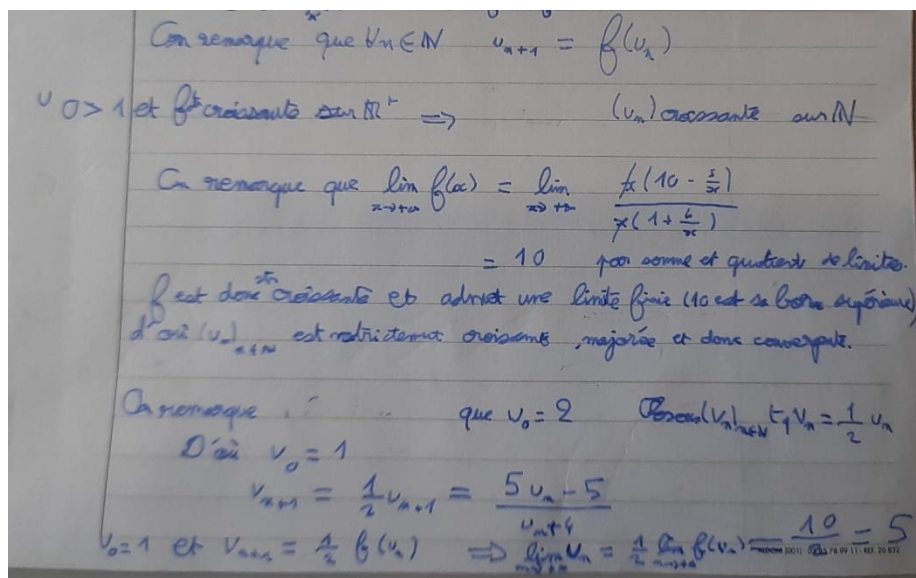 On remarque que ∀n∈ℕ u_{n+1} = f(u_n)
u_0 > 1 et f croissante sur ℝ⁺ ⟹ (u_n) croissante sur ℕ
On remarque que lim_{x→+∞} f(x) = lim_{x→+∞} x(10 - 5/x) / x(1 + 4/x)
= 10 par somme et quotient de limites.
f est donc str croissante et admet une limite finie (10 est sa borne supérieure)
d'où (u_n)_{n∈ℕ} est strictement croissante, majorée et donc convergente.
On remarque que u_0 = 2 Posons (V_n)_{n∈ℕ} tq V_n = 1/2 u_n
D'où v_0 = 1
v_{n+1} = 1/2 u_{n+1} = (5u_n - 5)/(u_n + 4)
v_0 = 1 et v_{n+1} = 1/2 f(u_n) ⟹ lim_{n→+∞} v_n = 1/2 lim_{n→+∞} f(u_n) = 10/2 = 5